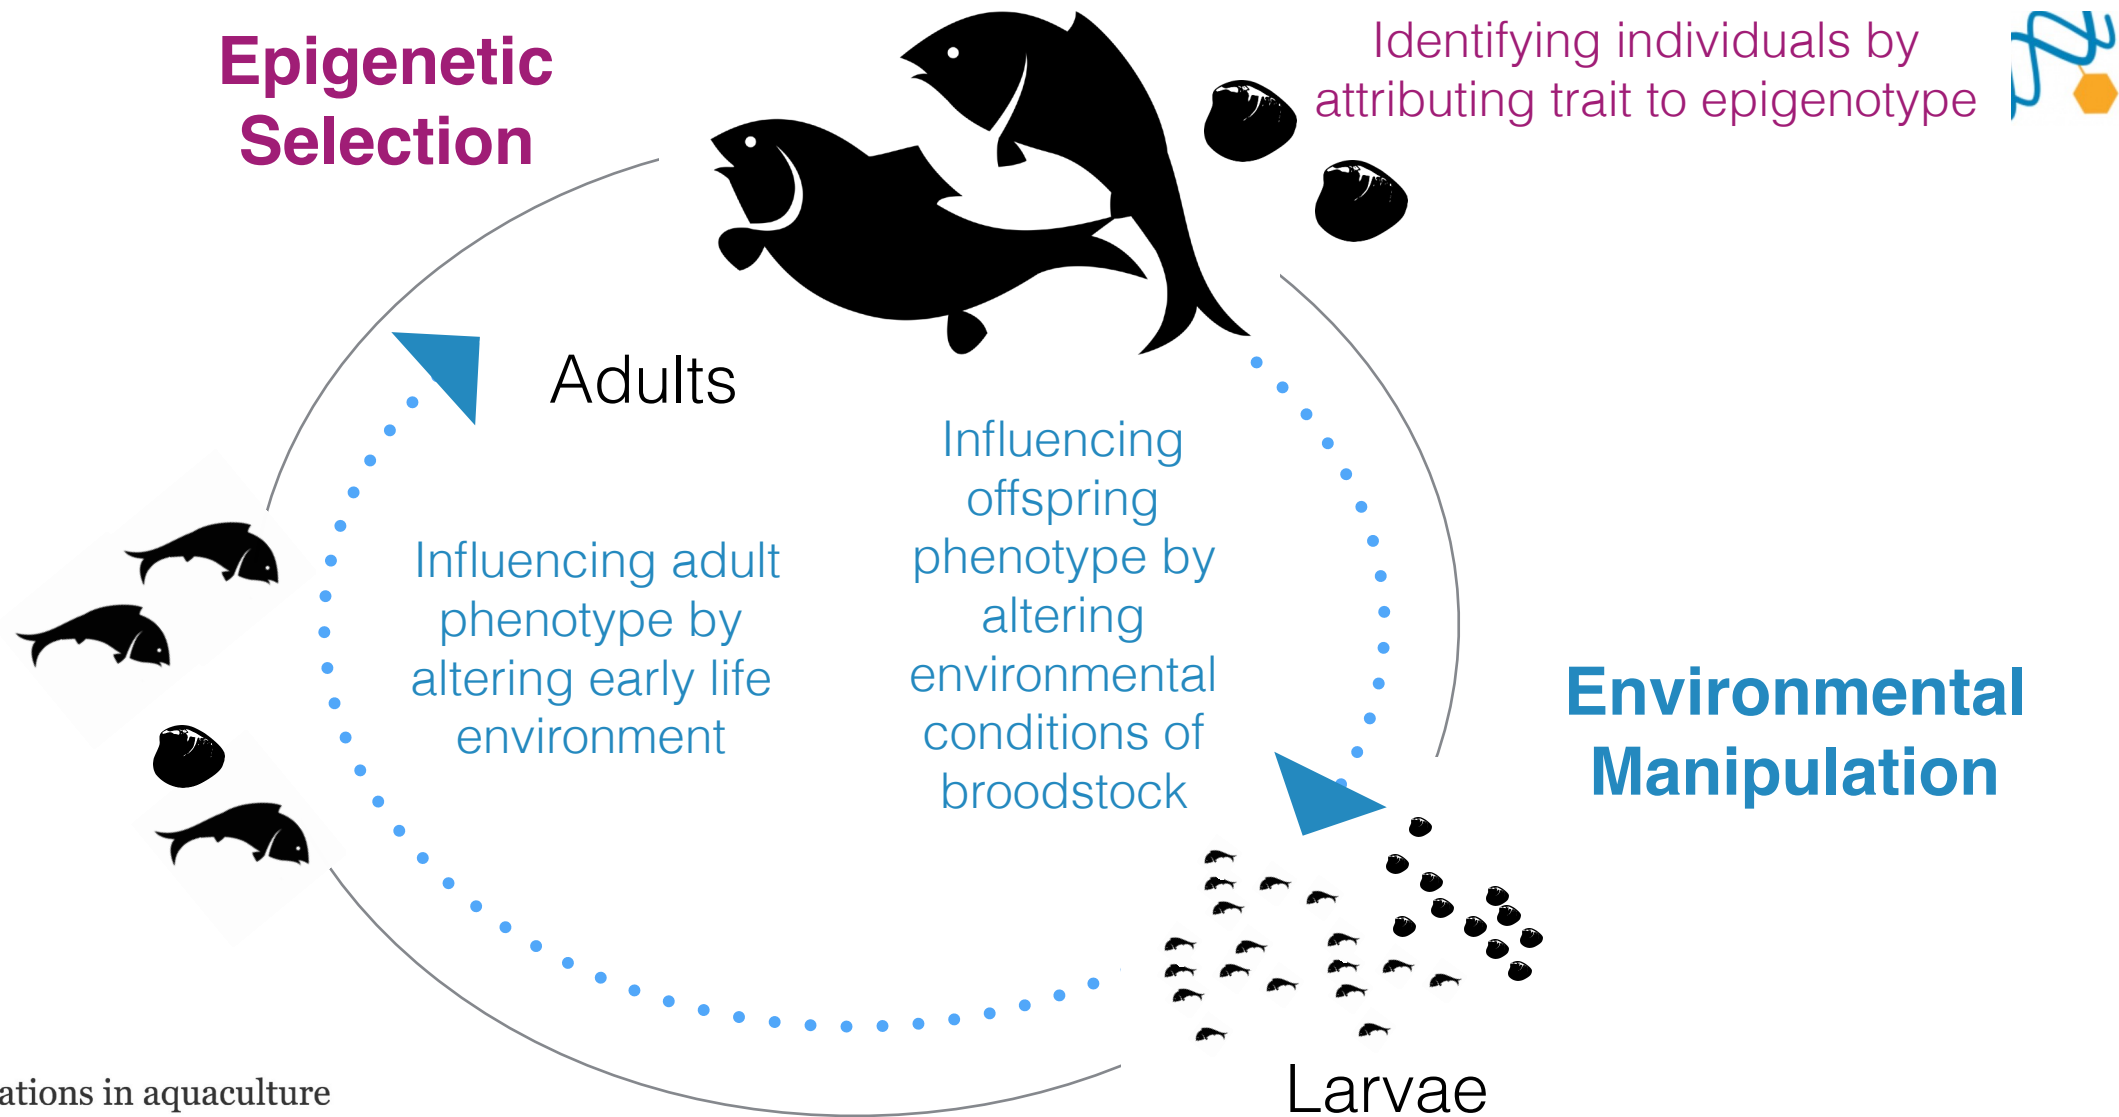 Epigenetic
Selection
Identifying individuals by
attributing trait to epigenotype
Adults
Influencing adult
phenotype by
altering early life
environment
Influencing
offspring
phenotype by
altering
environmental
conditions of
broodstock
Environmental
Manipulation
Larvae
ations in aquaculture